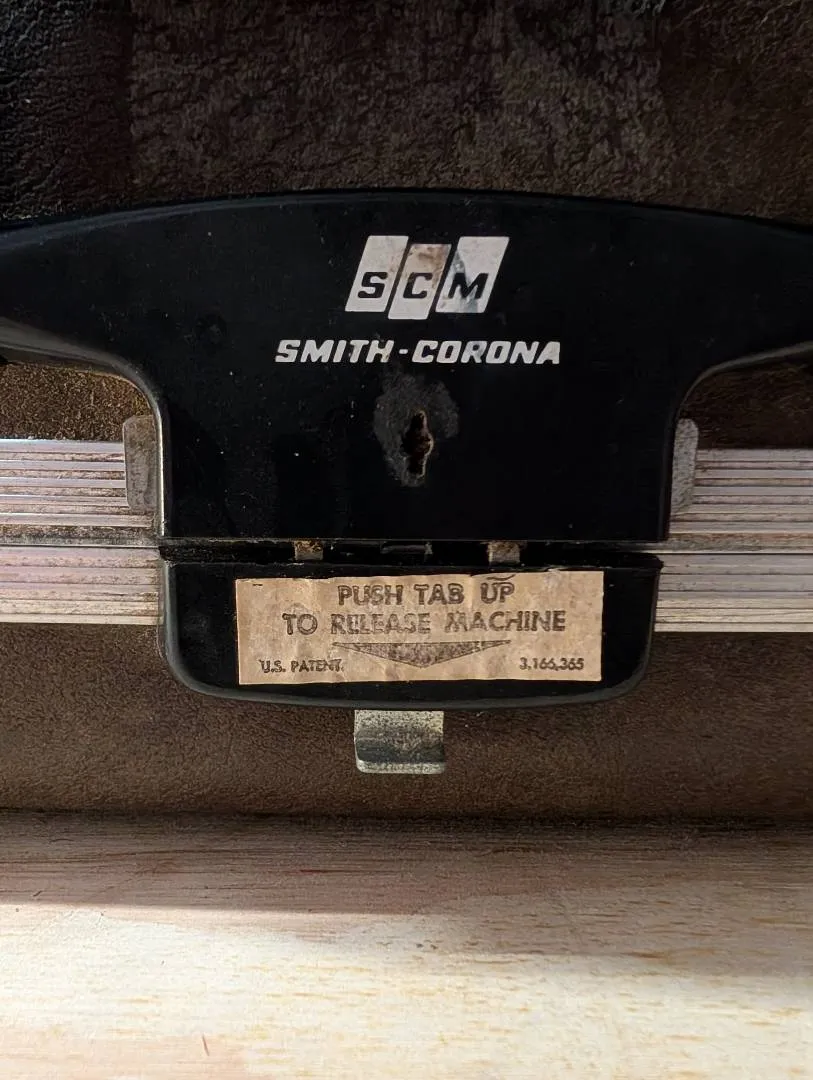 SCM
SMITH-CORONA
PUSH TAB UP
TO RELEASE MACHINE
U.S. PATENT 3,166,365